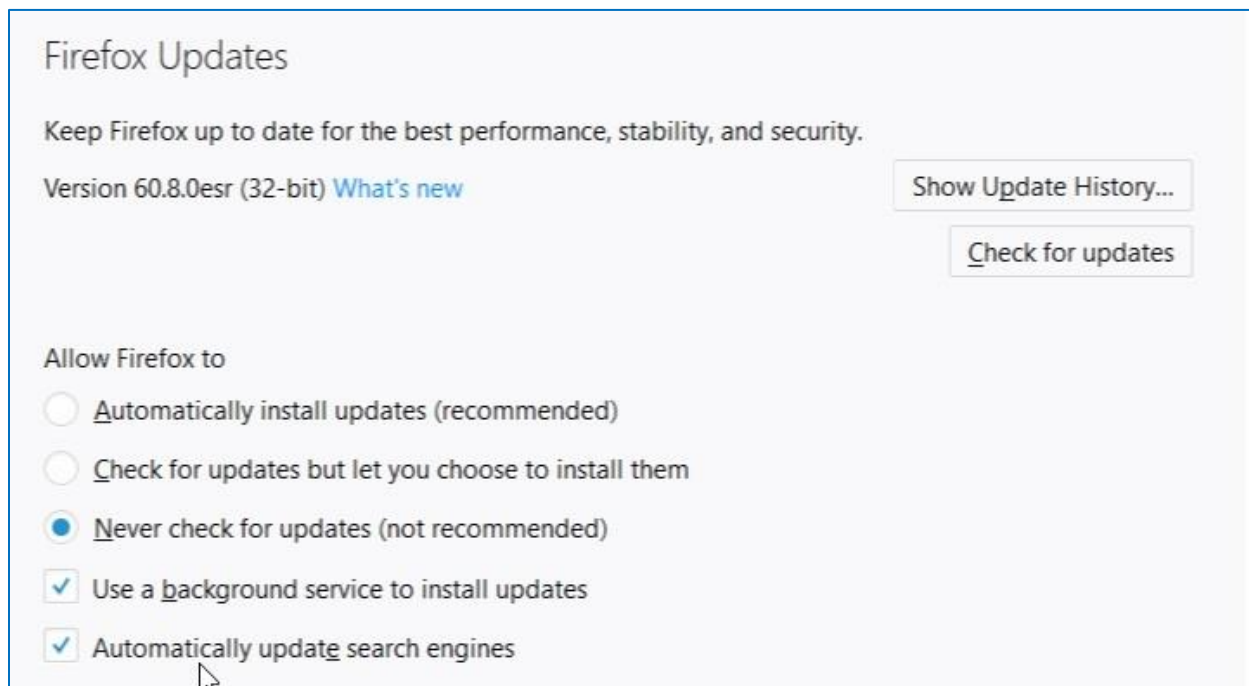 Firefox Updates
Keep Firefox up to date for the best performance, stability, and security.
Version 60.8.0esr (32-bit) What's new
Show Update History...
Check for updates
Allow Firefox to
Automatically install updates (recommended)
Check for updates but let you choose to install them
Never check for updates (not recommended)
Use a background service to install updates
Automatically update search engines